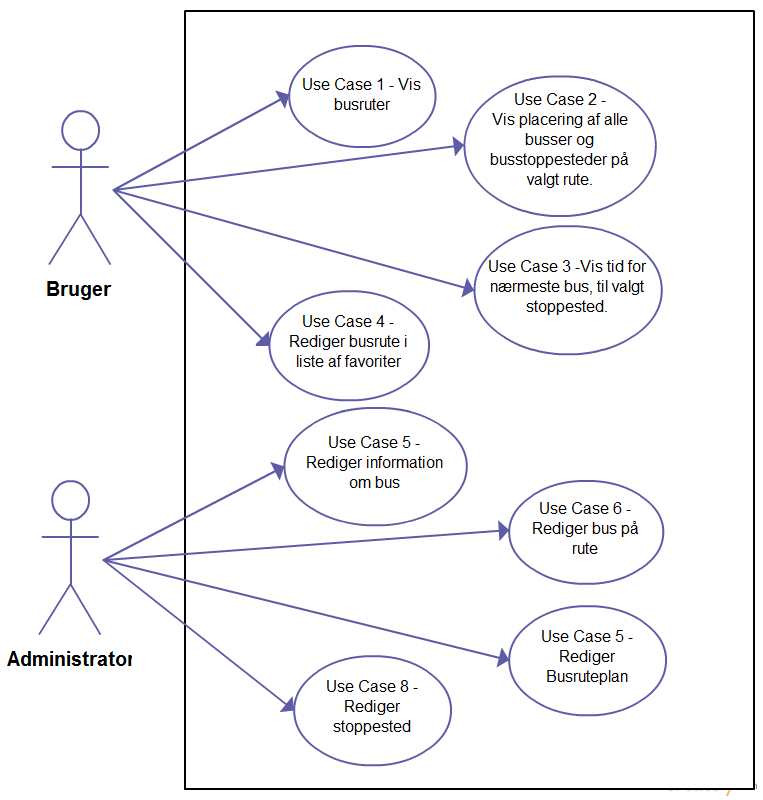 Use Case 1 - Vis
busruter
Use Case 2 -
Vis placering af alle
busser og
busstoppesteder på
valgt rute.
Bruger
Use Case 3 -Vis tid for
nærmeste bus, til valgt
stoppested.
Use Case 4 -
Rediger busrute i
liste af favoriter
Use Case 5 -
Rediger information
om bus
Use Case 6 -
Rediger bus på
rute
Administrator
Use Case 5 -
Rediger
Busruteplan
Use Case 8 -
Rediger
stoppested